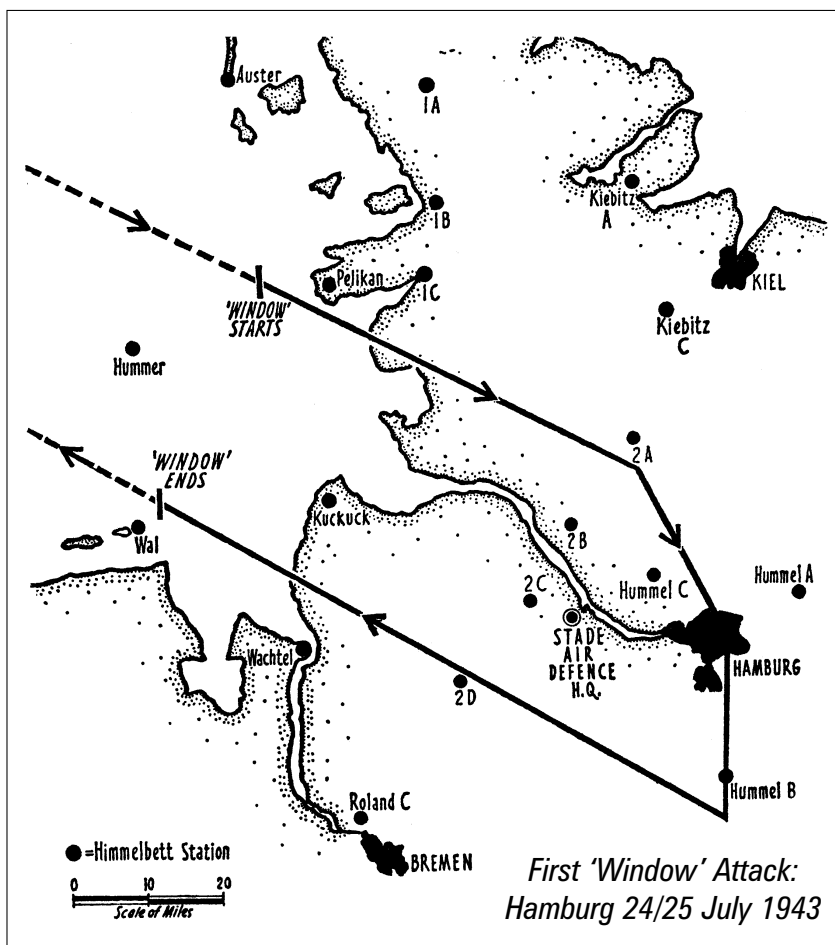 Auster
1A
Kiebitz
A
1B
KIEL
Pelikan
1C
'WINDOW'
STARTS
Kiebitz
C
Hummer
'WINDOW'
ENDS
2A
Kuckuck
Wal
2B
Hummel C
Hummel A
2C
STADE
AIR
DEFENCE
H.Q.
HAMBURG
Wachtel
2D
Hummel B
Roland C
BREMEN
=Himmelbett Station
0 10 20
Scale of Miles
First ‘Window’ Attack:
Hamburg 24/25 July 1943